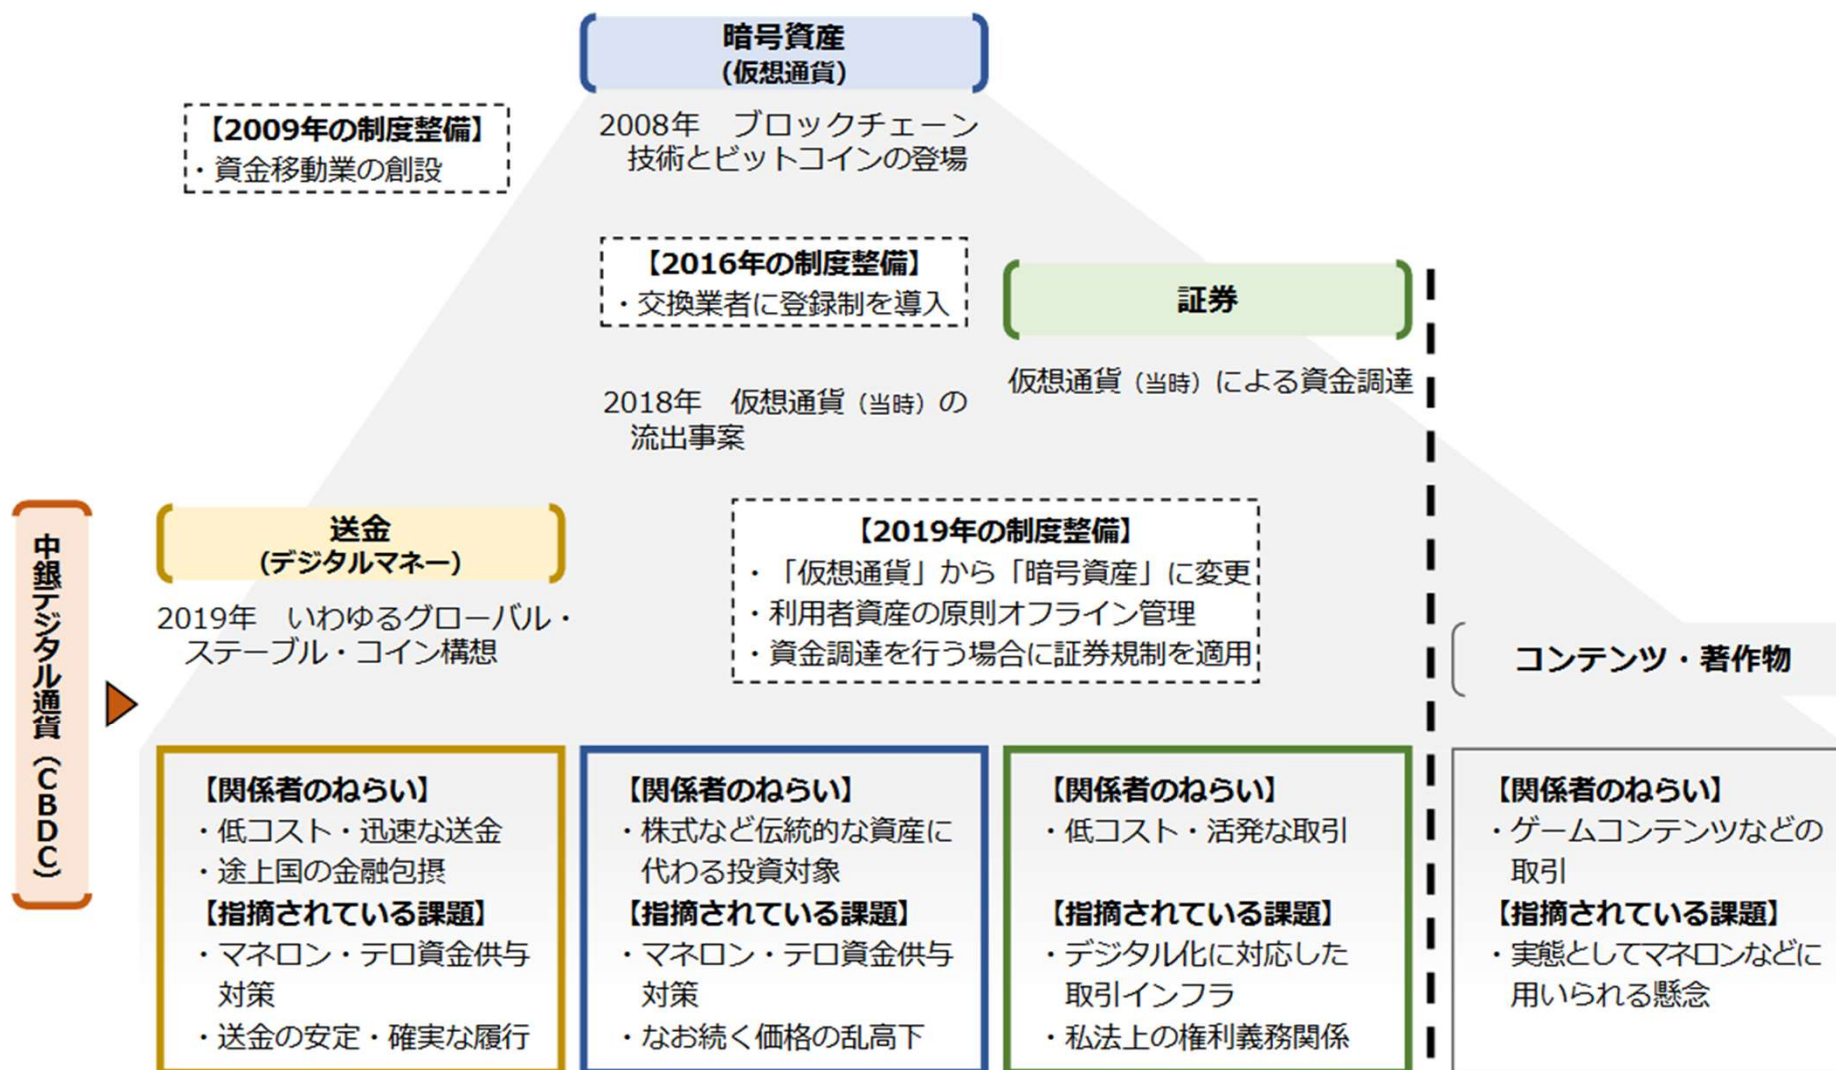 暗号資産
(仮想通貨)
2008年　ブロックチェーン
技術とビットコインの登場
【2009年の制度整備】
・資金移動業の創設
【2016年の制度整備】
・交換業者に登録制を導入
2018年　仮想通貨（当時）の
流出事案
証券
仮想通貨（当時）による資金調達
中銀デジタル通貨（CBDC）
送金
(デジタルマネー)
2019年　いわゆるグローバル・
ステーブル・コイン構想
【2019年の制度整備】
・「仮想通貨」から「暗号資産」に変更
・利用者資産の原則オフライン管理
・資金調達を行う場合に証券規制を適用
コンテンツ・著作物
【関係者のねらい】
・低コスト・迅速な送金
・途上国の金融包摂
【指摘されている課題】
・マネロン・テロ資金供与
対策
・送金の安定・確実な履行
【関係者のねらい】
・株式など伝統的な資産に
代わる投資対象
【指摘されている課題】
・マネロン・テロ資金供与
対策
・なお続く価格の乱高下
【関係者のねらい】
・低コスト・活発な取引
【指摘されている課題】
・デジタル化に対応した
取引インフラ
・私法上の権利義務関係
【関係者のねらい】
・ゲームコンテンツなどの
取引
【指摘されている課題】
・実態としてマネロンなどに
用いられる懸念